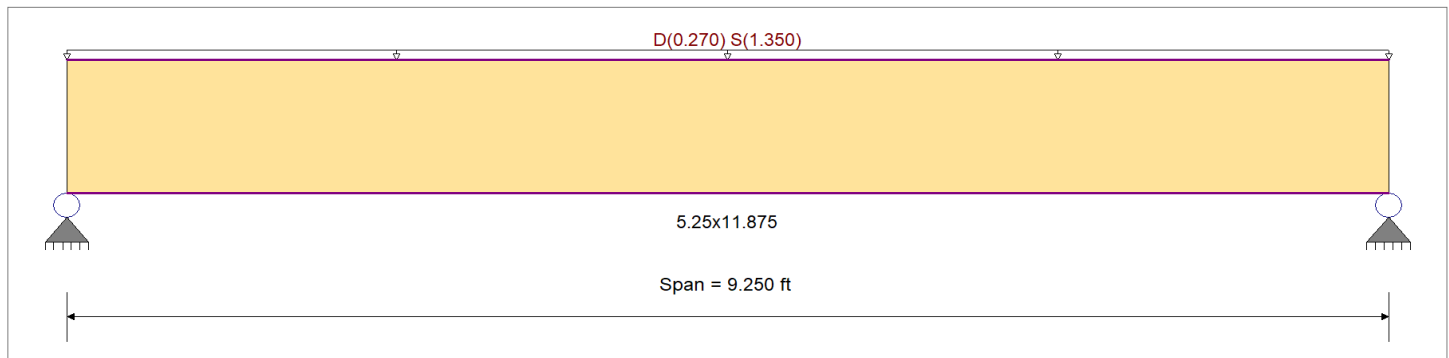 D(0.270) S(1.350)
5.25x11.875
Span = 9.250 ft